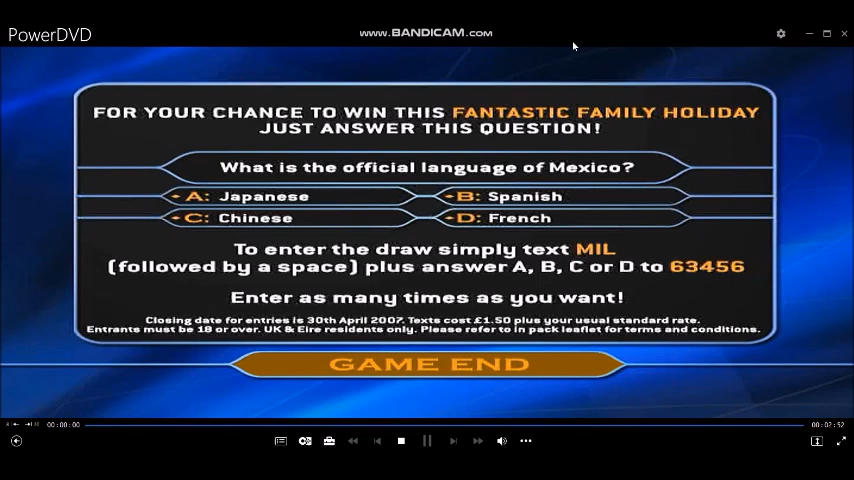 PowerDVD
www.BANDICAM.com
FOR YOUR CHANCE TO WIN THIS FANTASTIC FAMILY HOLIDAY
JUST ANSWER THIS QUESTION!
What is the official language of Mexico?
A: Japanese
B: Spanish
C: Chinese
D: French
To enter the draw simply text MIL
(followed by a space) plus answer A, B, C or D to 63456
Enter as many times as you want!
Closing date for entries is 30th April 2007. Texts cost £1.50 plus your usual standard rate.
Entrants must be 18 or over. UK & Eire residents only. Please refer to in pack leaflet for terms and conditions.
GAME END
00:00:00
00:02:52